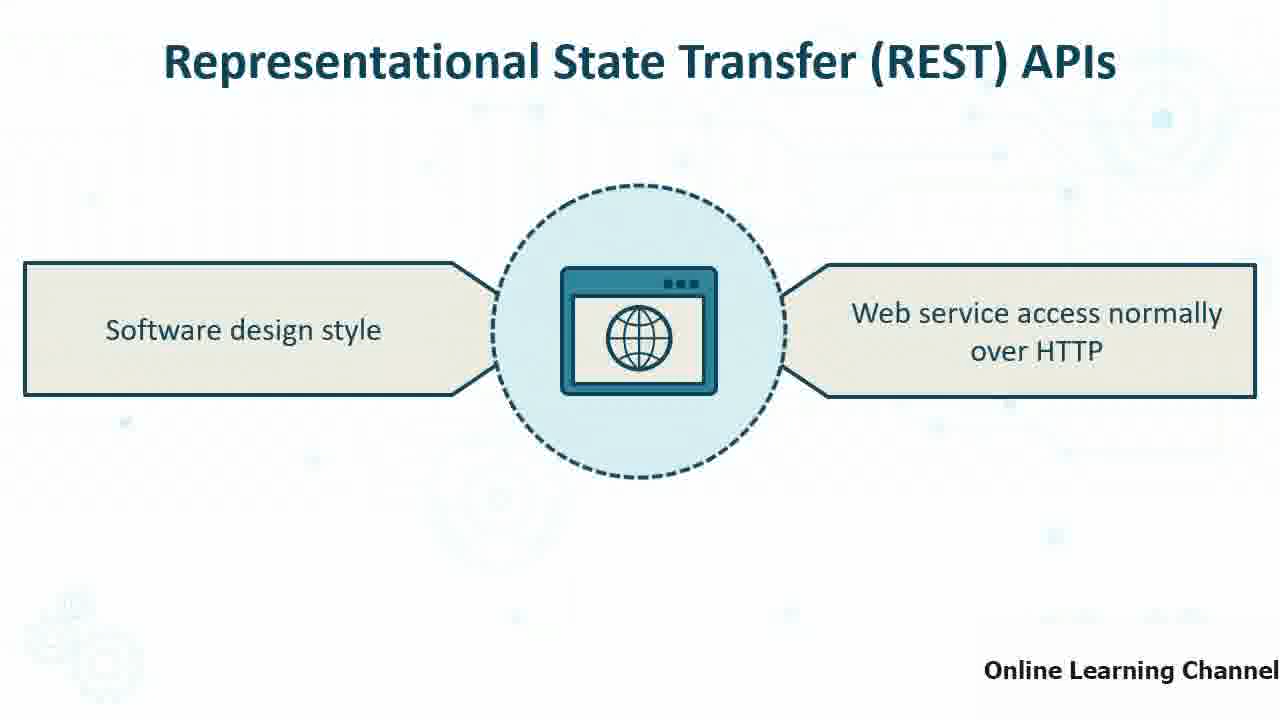 Representational State Transfer (REST) APIs
Software design style
Web service access normally
over HTTP
Online Learning Channel